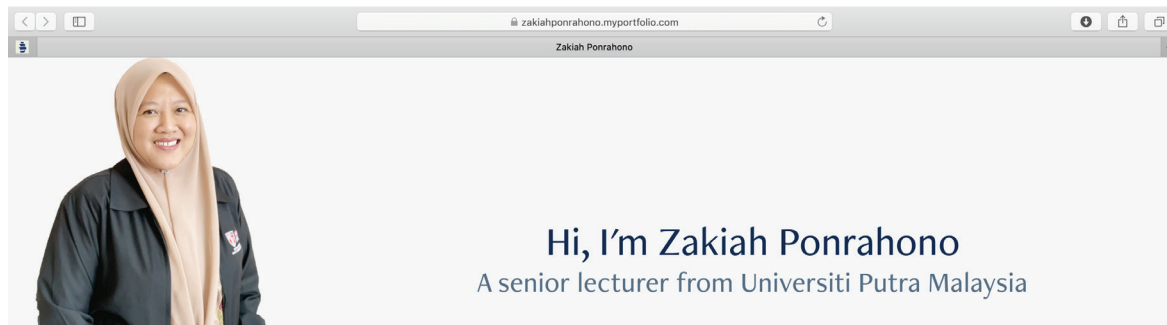 zakiahponrahono.myportfolio.com
Zakiah Ponrahono
Hi, I’m Zakiah Ponrahono
A senior lecturer from Universiti Putra Malaysia